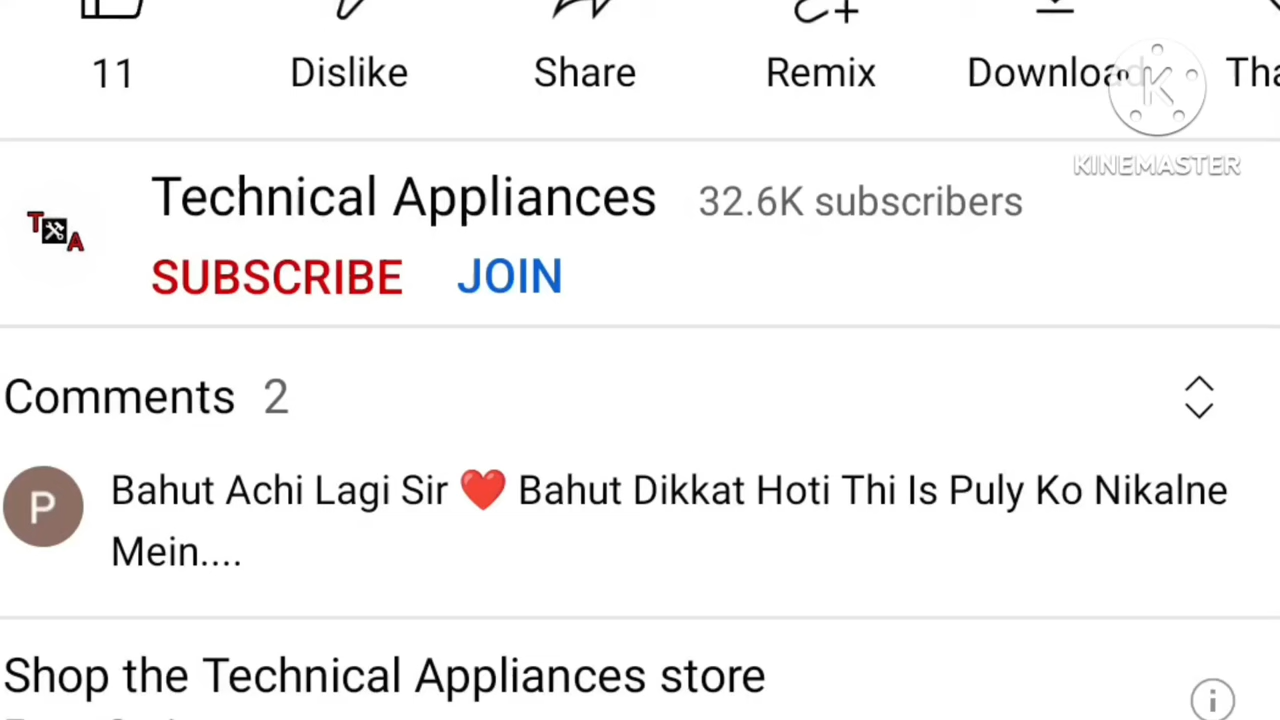 11 Dislike Share Remix Download
KINEMASTER
Technical Appliances 32.6K subscribers
T A
SUBSCRIBE JOIN
Comments 2
P Bahut Achi Lagi Sir ❤️ Bahut Dikkat Hoti Thi Is Puly Ko Nikalne
Mein....
Shop the Technical Appliances store